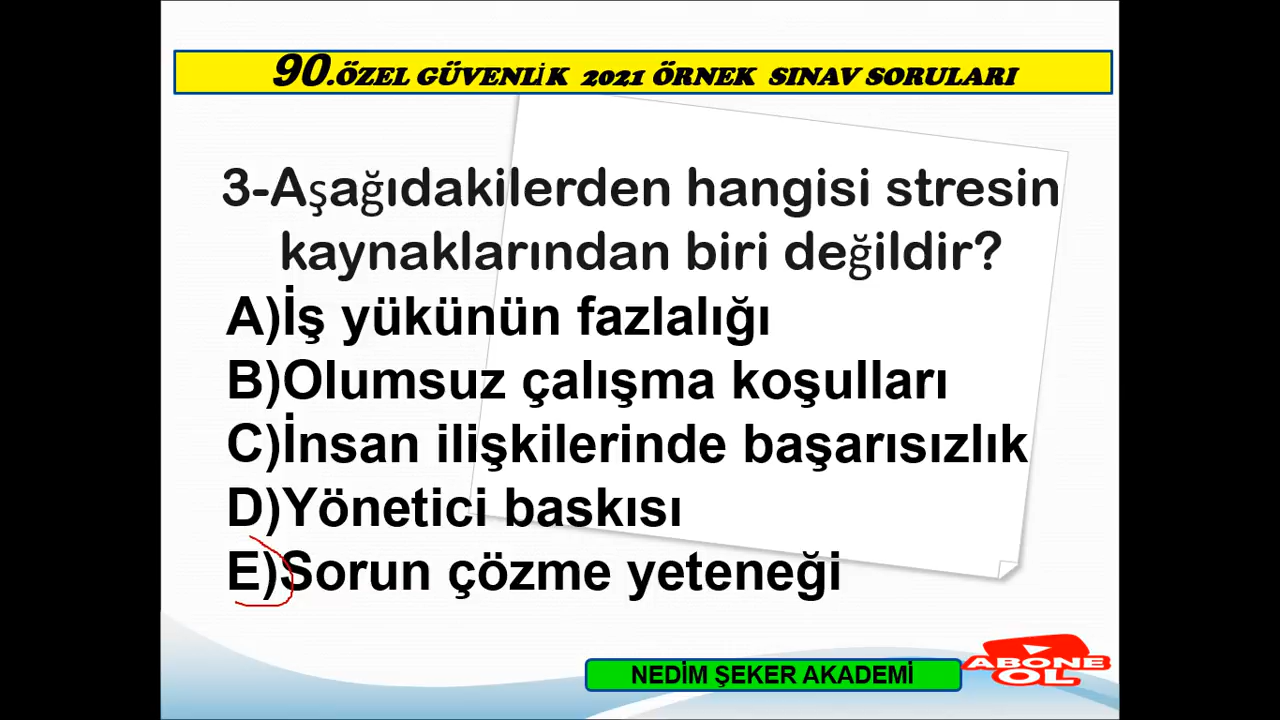 90.ÖZEL GÜVENLİK 2021 ÖRNEK SINAV SORULARI
3-Aşağıdakilerden hangisi stresin
kaynaklarından biri değildir?
A)İş yükünün fazlalığı
B)Olumsuz çalışma koşulları
C)İnsan ilişkilerinde başarısızlık
D)Yönetici baskısı
E)Sorun çözme yeteneği
NEDİM ŞEKER AKADEMİ
ABONE
OL